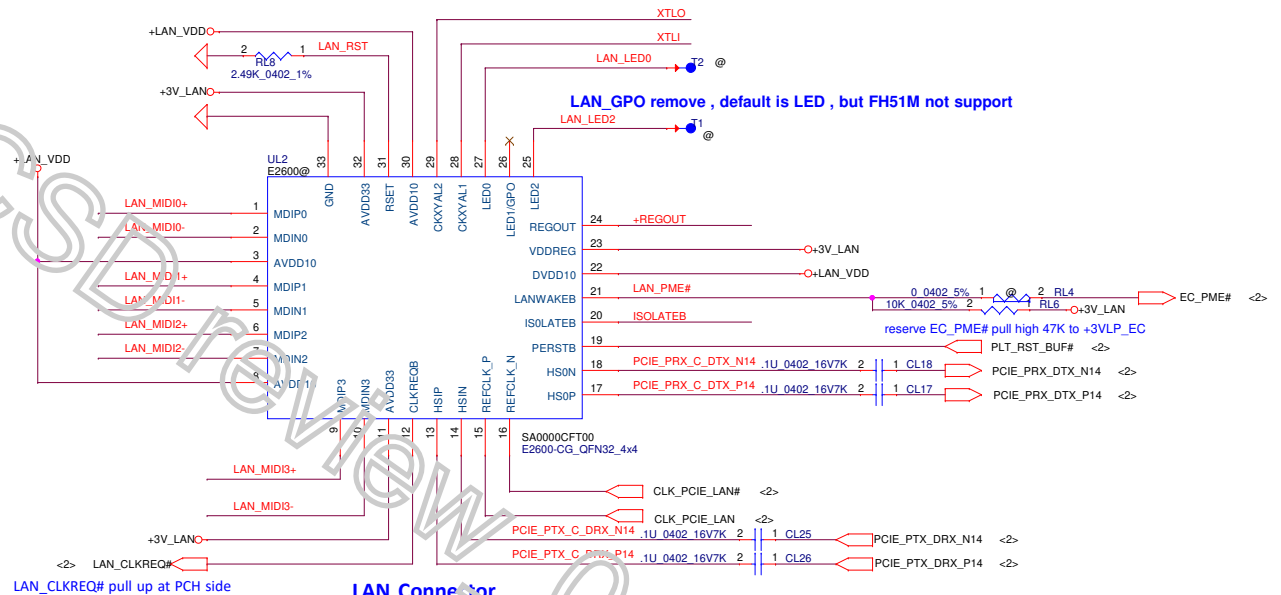 XTLO
+LAN_VDD
XTLI
2 1 LAN_RST
RL8
2.49K_0402_1%
LAN_LED0
T2 @
+3V_LAN
LAN_GPO remove , default is LED , but FH51M not support
LAN_LED2
T1
@
+LAN_VDD
UL2
E2600@
33 32 31 30 29 28 27 26 25
GND AVDD33 RSET AVDD10 CKXYAL2 CKXYAL1 LED0 LED1/GPO LED2
LAN_MIDI0+ 1 MDIP0
REGOUT 24 +REGOUT
LAN_MIDI0- 2 MDIN0
VDDREG 23 +3V_LAN
3 AVDD10
DVDD10 22 +LAN_VDD
LAN_MIDI1+ 4 MDIP1
LANWAKEB 21 LAN_PME# 0_0402_5% 1 @ 2 RL4 EC_PME# <2>
LAN_MIDI1- 5 MDIN1
10K_0402_5% 2 1 RL6 +3V_LAN
LAN_MIDI2+ 6 MDIP2
IS0LATEB 20 ISOLATEB
reserve EC_PME# pull high 47K to +3VLP_EC
LAN_MIDI2- 7 MDIN2
PERSTB 19 PLT_RST_BUF# <2>
8 AVDD10
HS0N 18 PCIE_PRX_C_DTX_N14 .1U_0402_16V7K 2 1 CL18 PCIE_PRX_DTX_N14 <2>
HS0P 17 PCIE_PRX_C_DTX_P14 .1U_0402_16V7K 2 1 CL17 PCIE_PRX_DTX_P14 <2>
MDIP3 MDIN3 AVDD33 CLKREQB HSIP HSIN REFCLK_P REFCLK_N
9 10 11 12 13 14 15 16
SA0000CFT00
E2600-CG_QFN32_4x4
LAN_MIDI3+
CLK_PCIE_LAN# <2>
LAN_MIDI3-
CLK_PCIE_LAN <2>
+3V_LAN
PCIE_PTX_C_DRX_N14 .1U_0402_16V7K 2 1 CL25 PCIE_PTX_DRX_N14 <2>
<2> LAN_CLKREQ#
PCIE_PTX_C_DRX_P14 .1U_0402_16V7K 2 1 CL26 PCIE_PTX_DRX_P14 <2>
LAN_CLKREQ# pull up at PCH side
LAN Connector
CSD review